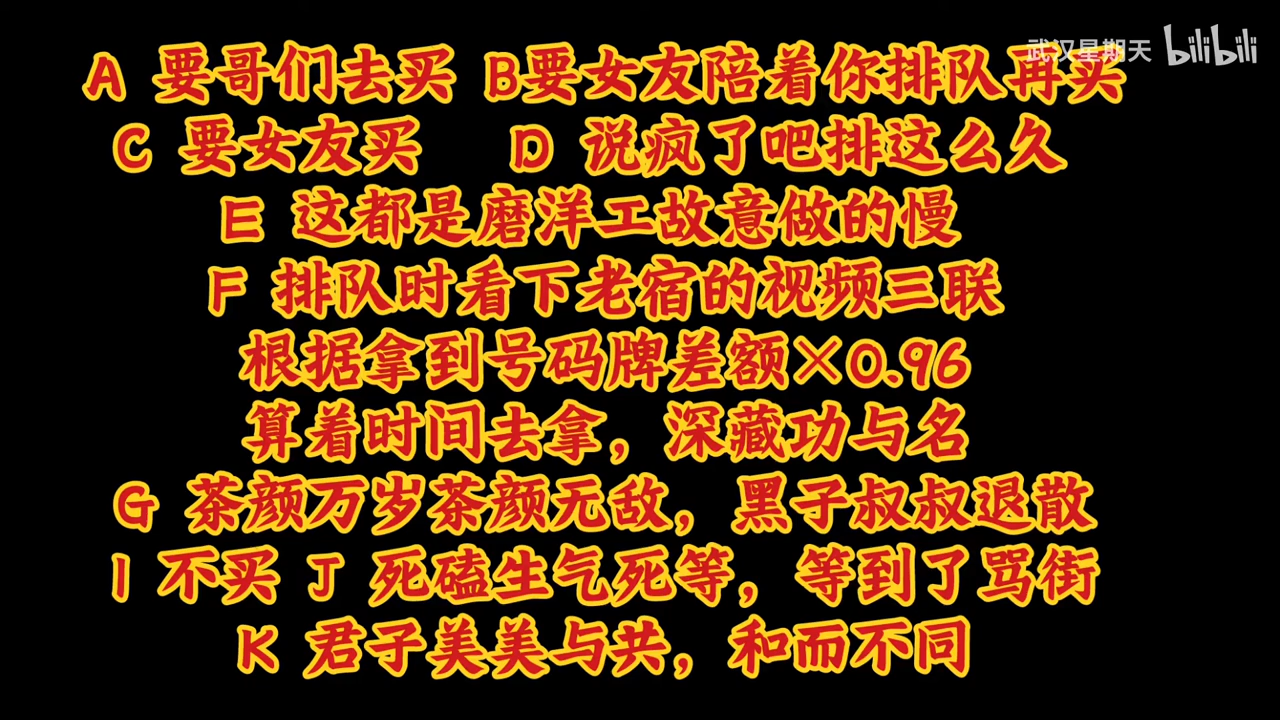 武汉星期天 bilibili
A 要哥们去买 B要女友陪着你排队再买
C 要女友买 D 说疯了吧排这么久
E 这都是磨洋工故意做的慢
F 排队时看下老宿的视频三联
根据拿到号码牌差额×0.96
算着时间去拿，深藏功与名
G 茶颜万岁茶颜无敌，黑子叔叔退散
I 不买 J 死磕生气死等，等到了骂街
K 君子美美与共，和而不同